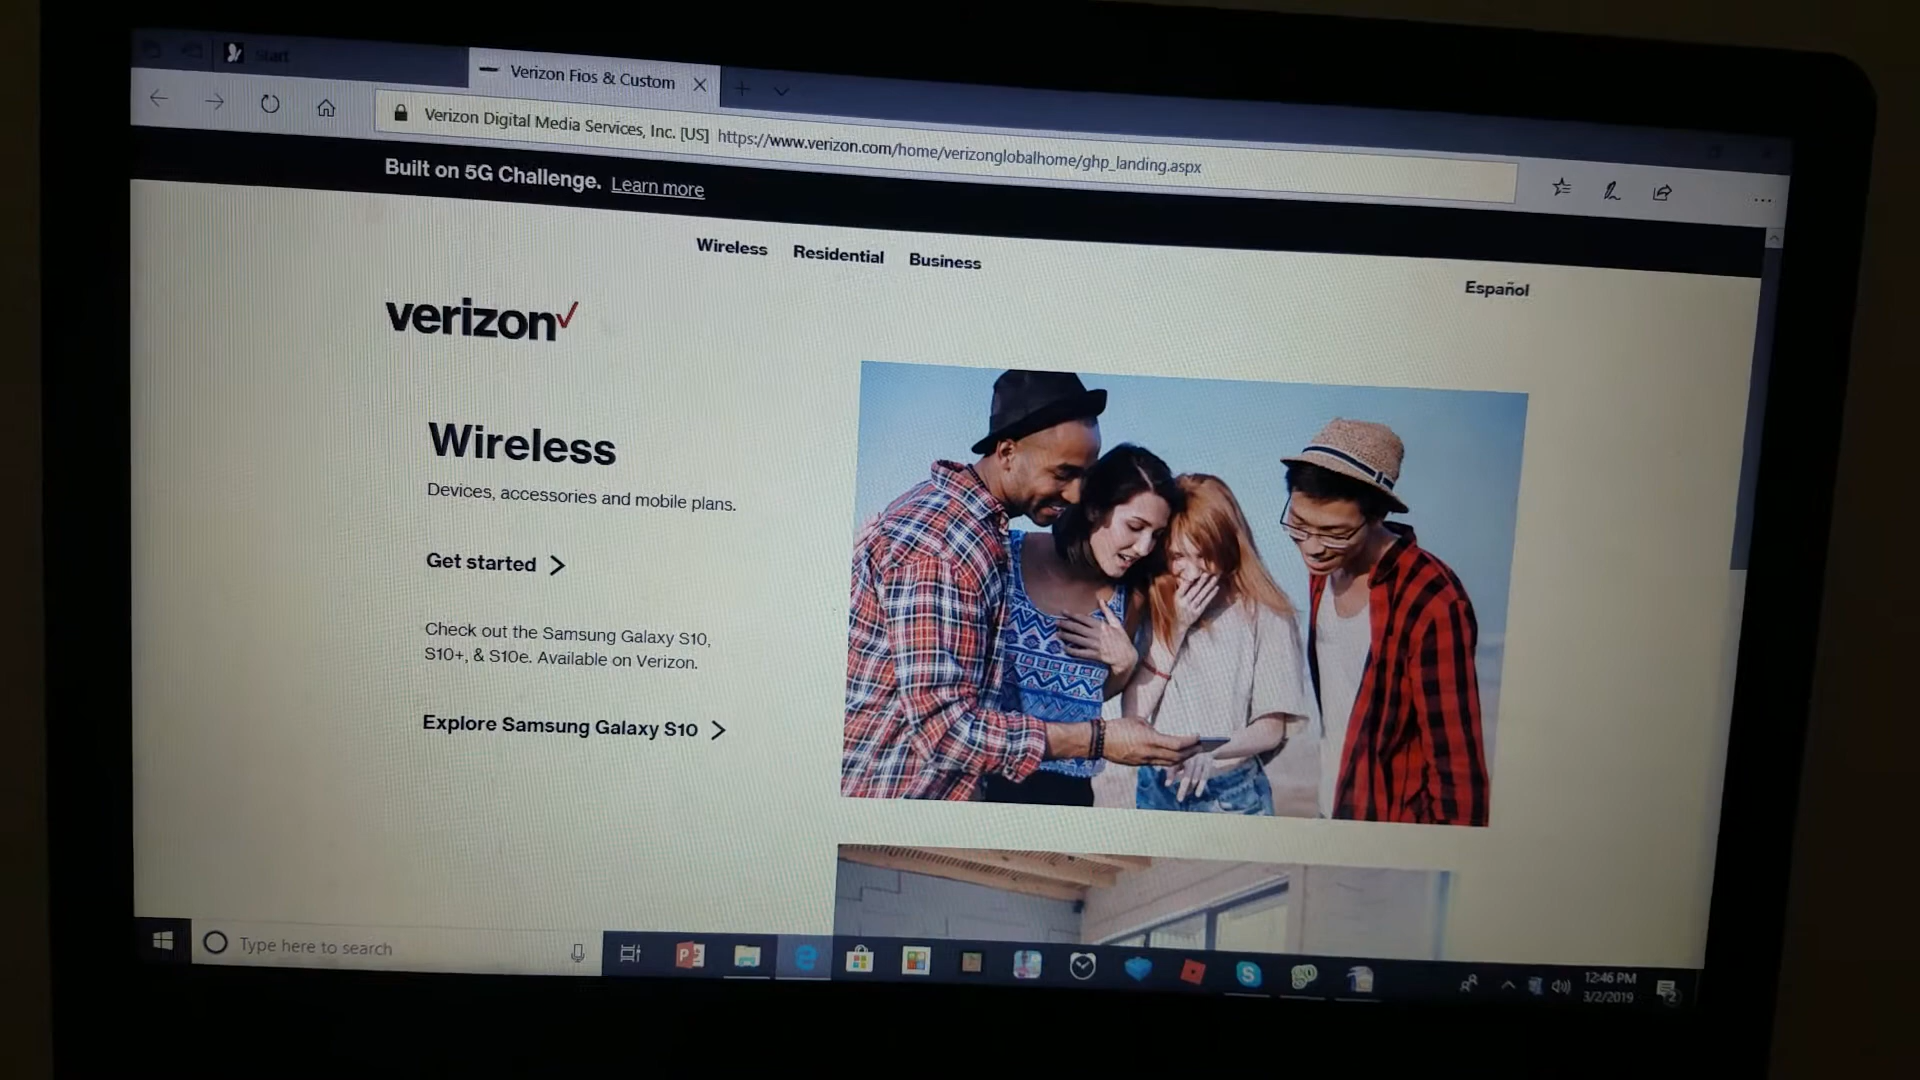 Start
Verizon Fios & Custom
Verizon Digital Media Services, Inc. [US] https://www.verizon.com/home/verizonglobalhome/ghp_landing.aspx
Built on 5G Challenge. Learn more
Wireless Residential Business
Español
verizon
Wireless
Devices, accessories and mobile plans.
Get started
Check out the Samsung Galaxy S10,
S10+, & S10e. Available on Verizon.
Explore Samsung Galaxy S10
Type here to search
12:46 PM
3/2/2019
2